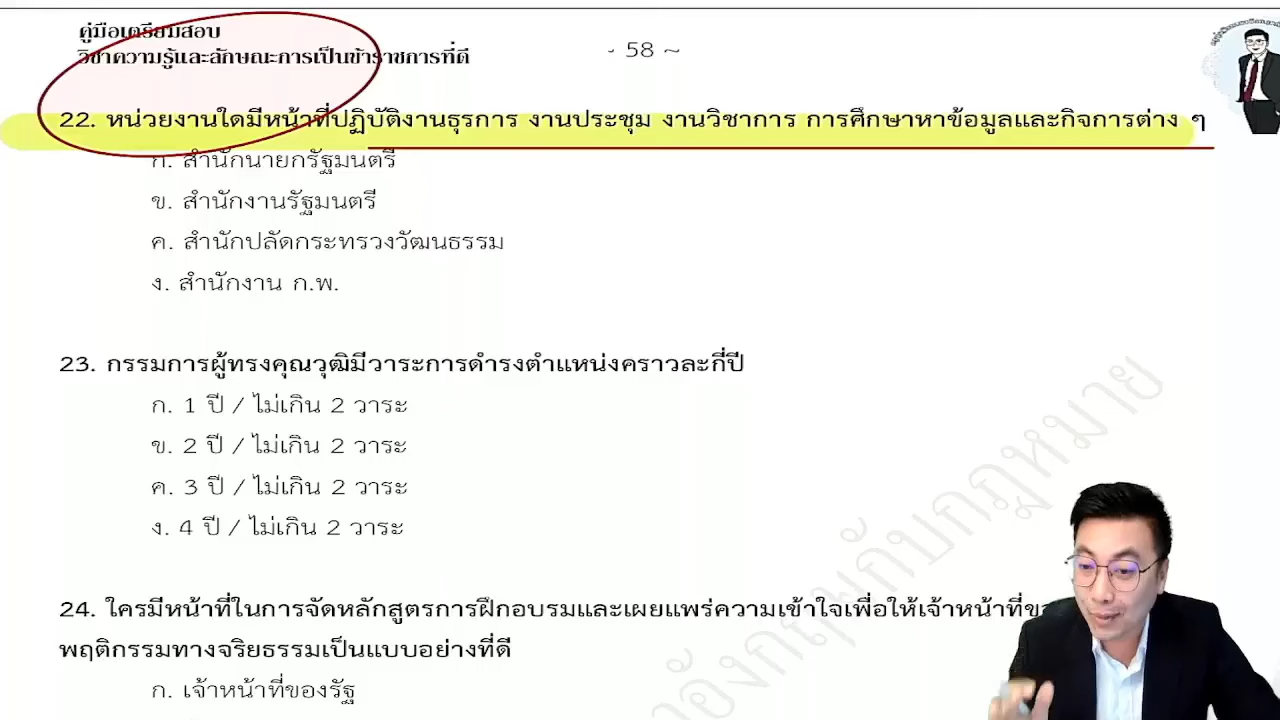 คู่มือเตรียมสอบ
วิชาความรู้และลักษณะการเป็นข้าราชการที่ดี
- 58 ~
22. หน่วยงานใดมีหน้าที่ปฏิบัติงานธุรการ งานประชุม งานวิชาการ การศึกษาหาข้อมูลและกิจการต่าง ๆ
ก. สำนักนายกรัฐมนตรี
ข. สำนักงานรัฐมนตรี
ค. สำนักปลัดกระทรวงวัฒนธรรม
ง. สำนักงาน ก.พ.
23. กรรมการผู้ทรงคุณวุฒิมีวาระการดำรงตำแหน่งคราวละกี่ปี
ก. 1 ปี / ไม่เกิน 2 วาระ
ข. 2 ปี / ไม่เกิน 2 วาระ
ค. 3 ปี / ไม่เกิน 2 วาระ
ง. 4 ปี / ไม่เกิน 2 วาระ
24. ใครมีหน้าที่ในการจัดหลักสูตรการฝึกอบรมและเผยแพร่ความเข้าใจเพื่อให้เจ้าหน้าที่
พฤติกรรมทางจริยธรรมเป็นแบบอย่างที่ดี
ก. เจ้าหน้าที่ของรัฐ
อังกฤษกับกฎหมาย